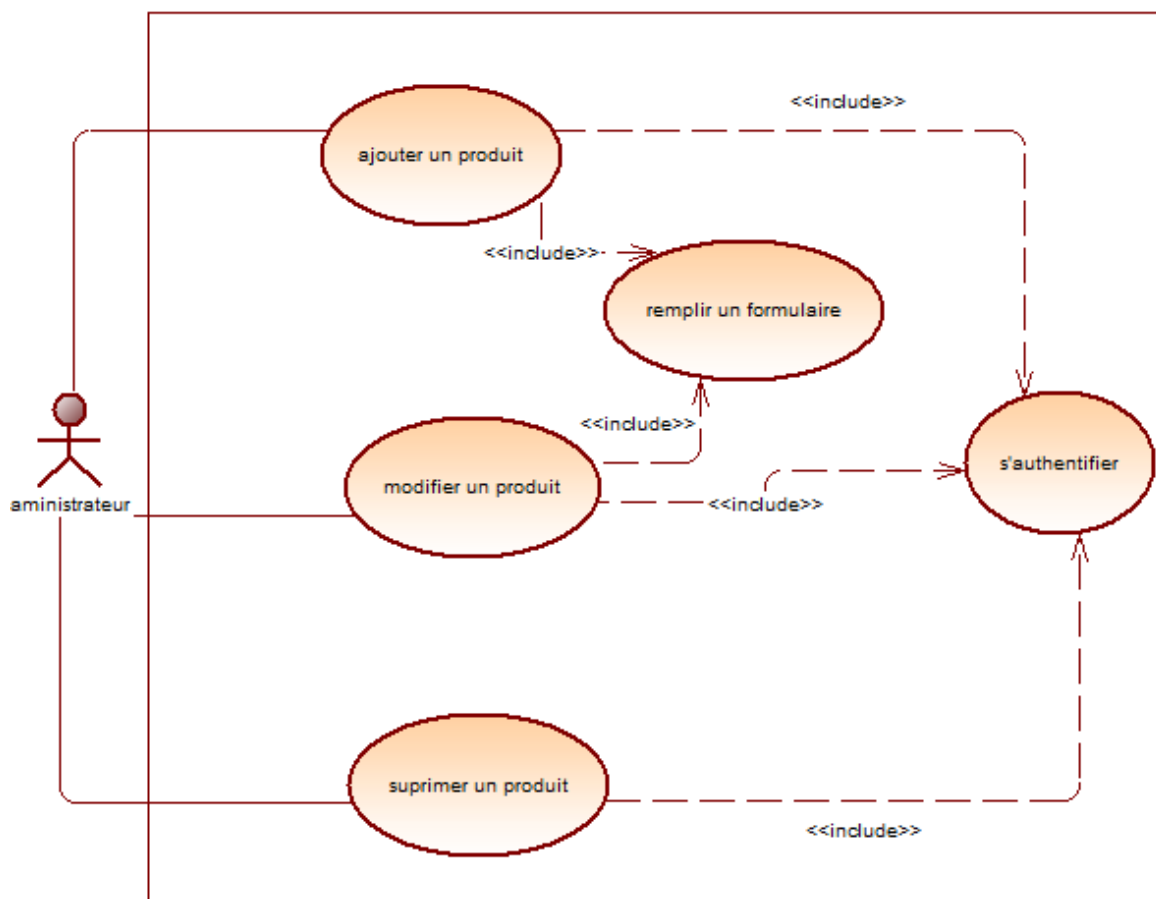 <<include>>
ajouter un produit
<<include>>
remplir un formulaire
<<include>>
s'authentifier
modifier un produit
<<include>>
aministrateur
suprimer un produit
<<include>>